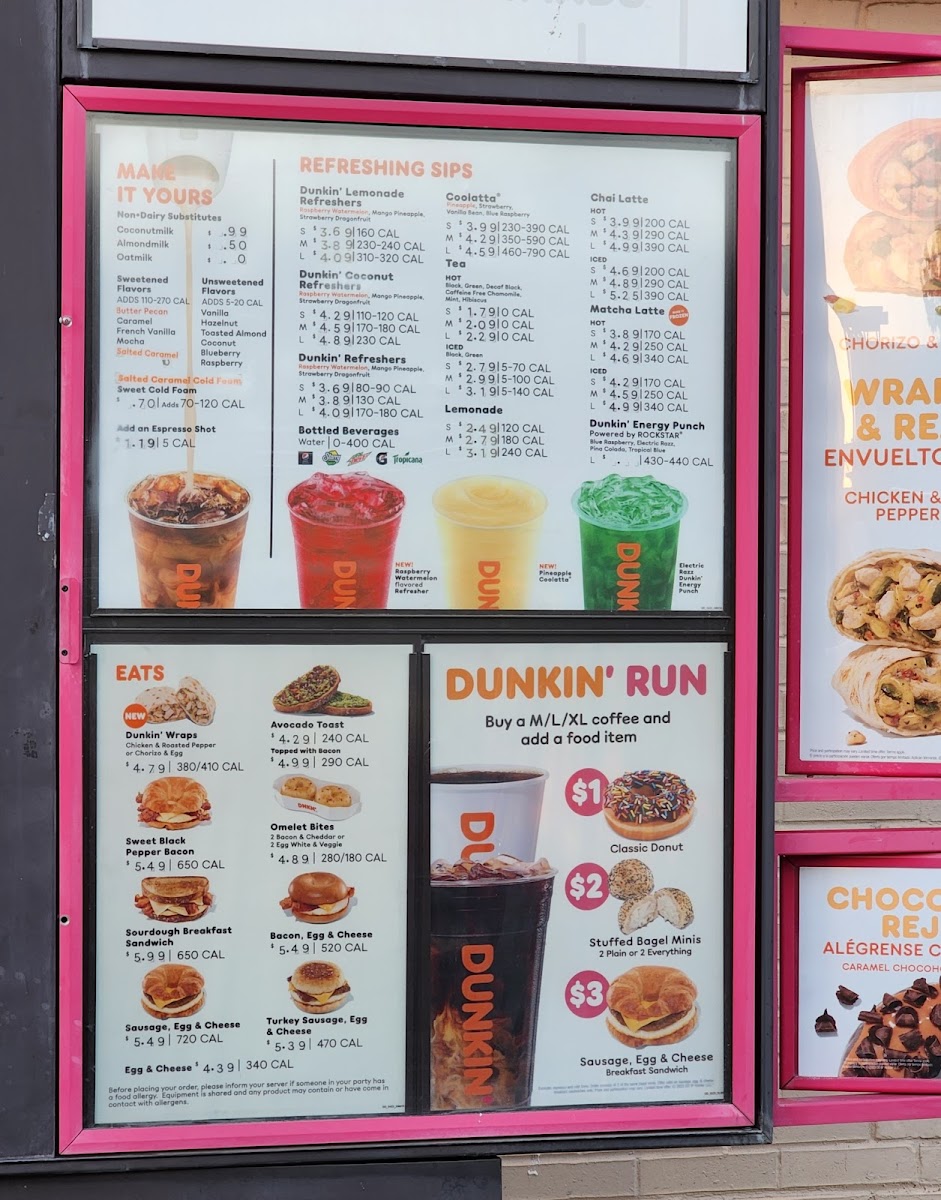 MAKE
IT YOURS
Non-Dairy Substitutes
Coconutmilk $ .99
Almondmilk $ .50
Oatmilk $ . 0
Sweetened
Flavors
ADDS 110-270 CAL
Butter Pecan
Caramel
French Vanilla
Mocha
Salted Caramel
Unsweetened
Flavors
ADDS 5-20 CAL
Vanilla
Hazelnut
Toasted Almond
Coconut
Blueberry
Raspberry
Salted Caramel Cold Foam
Sweet Cold Foam
$ .70| Adds 70-120 CAL
Add an Espresso Shot
$1.19| 5 CAL
REFRESHING SIPS
Dunkin' Lemonade
Refreshers
Raspberry Watermelon, Mango Pineapple,
Strawberry Dragonfruit
S $3.69|160 CAL
M $3.89|230-240 CAL
L $4.09|310-320 CAL
Dunkin' Coconut
Refreshers
Raspberry Watermelon, Mango Pineapple,
Strawberry Dragonfruit
S $4.29|110-120 CAL
M $4.59|170-180 CAL
L $4.89|230 CAL
Dunkin' Refreshers
Raspberry Watermelon, Mango Pineapple,
Strawberry Dragonfruit
S $3.69|80-90 CAL
M $3.89|130 CAL
L $4.09|170-180 CAL
Bottled Beverages
Water | 0-400 CAL
G Tropicana
Coolatta®
Pineapple, Strawberry,
Vanilla Bean, Blue Raspberry
S $3.99|230-390 CAL
M $4.29|350-590 CAL
L $4.59|460-790 CAL
Tea
HOT
Black, Green, Decaf Black,
Caffeine Free Chamomile,
Mint, Hibiscus
S $1.79|0 CAL
M $2.09|0 CAL
L $2.29|0 CAL
ICED
Black, Green
S $2.79|5-70 CAL
M $2.99|5-100 CAL
L $3.19|5-140 CAL
Lemonade
S $2.49|120 CAL
M $2.79|180 CAL
L $3.19|240 CAL
Chai Latte
HOT
S $3.99|200 CAL
M $4.39|290 CAL
L $4.99|390 CAL
ICED
S $4.69|200 CAL
M $4.89|290 CAL
L $5.25|390 CAL
Matcha Latte
HOT
S $3.89|170 CAL
M $4.29|250 CAL
L $4.69|340 CAL
ICED
S $4.29|170 CAL
M $4.59|250 CAL
L $4.99|340 CAL
Dunkin' Energy Punch
Powered by ROCKSTAR®
Blue Raspberry, Electric Razz,
Pina Colada, Tropical Blue
L $ . |430-440 CAL
DUN
DUN
DUN
DUNK
NEW!
Raspberry
Watermelon
flavored
Refresher
NEW!
Pineapple
Coolatta®
Electric
Razz
Dunkin'
Energy
Punch
EATS
NEW
Dunkin' Wraps
Chicken & Roasted Pepper
or Chorizo & Egg
$4.79| 380/410 CAL
Sweet Black
Pepper Bacon
$5.49| 650 CAL
Sourdough Breakfast
Sandwich
$5.99| 650 CAL
Sausage, Egg & Cheese
$5.49| 720 CAL
Egg & Cheese $4.39| 340 CAL
Avocado Toast
$4.29| 240 CAL
Topped with Bacon
$4.99| 290 CAL
DUNKIN'
Omelet Bites
2 Bacon & Cheddar or
2 Egg White & Veggie
$4.89| 280/180 CAL
Bacon, Egg & Cheese
$5.49| 520 CAL
Turkey Sausage, Egg
& Cheese
$5.39| 470 CAL
Before placing your order, please inform your server if someone in your party has
a food allergy. Equipment is shared and any product may contain or have come in
contact with allergens.
DUNKIN' RUN
Buy a M/L/XL coffee and
add a food item
DU
DUNKIN'
$1
Classic Donut
$2
Stuffed Bagel Minis
2 Plain or 2 Everything
$3
Sausage, Egg & Cheese
Breakfast Sandwich
CHORIZO &
WRA
& RE
ENVUELTO
CHICKEN &
PEPPER
CHOCO
REJ
ALÉGRENSE C
CARAMEL CHOCOH